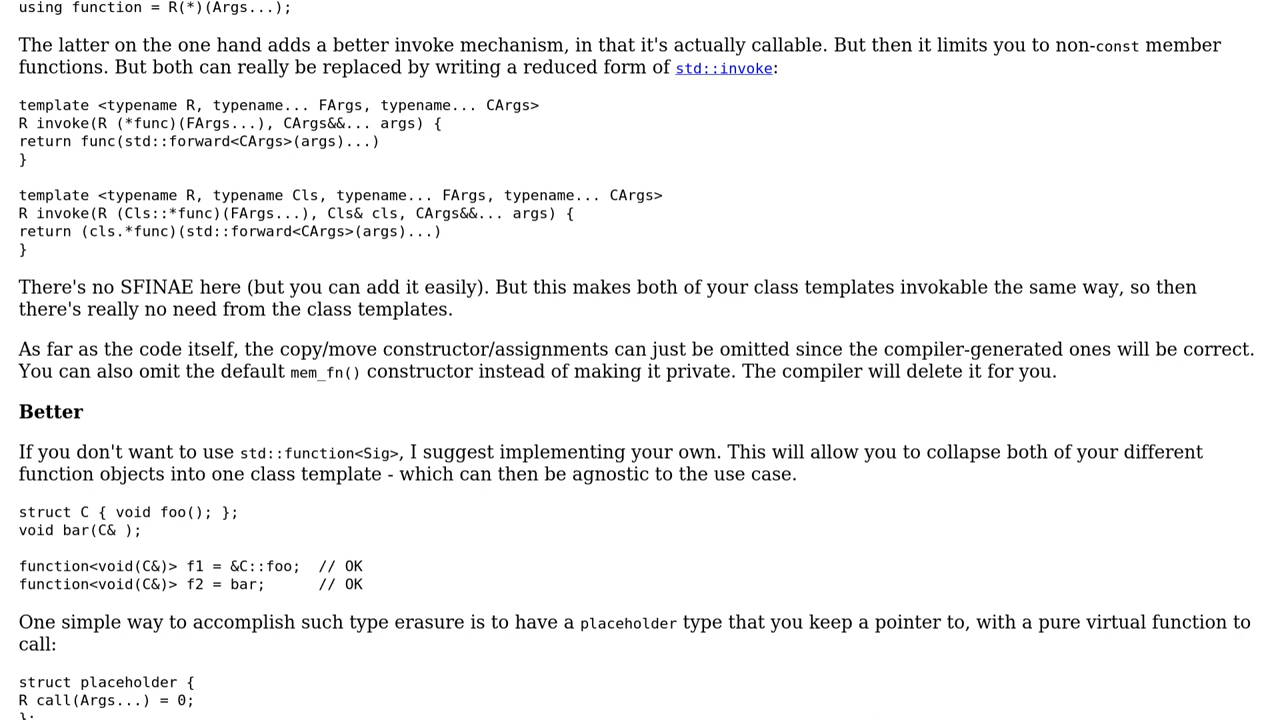 using function = R(*)(Args...);
The latter on the one hand adds a better invoke mechanism, in that it's actually callable. But then it limits you to non-const member
functions. But both can really be replaced by writing a reduced form of std::invoke:
template <typename R, typename... FArgs, typename... CArgs>
R invoke(R (*func)(FArgs...), CArgs&&... args) {
return func(std::forward<CArgs>(args)...)
}
template <typename R, typename Cls, typename... FArgs, typename... CArgs>
R invoke(R (Cls::*func)(FArgs...), Cls& cls, CArgs&&... args) {
return (cls.*func)(std::forward<CArgs>(args)...)
}
There's no SFINAE here (but you can add it easily). But this makes both of your class templates invokable the same way, so then
there's really no need from the class templates.
As far as the code itself, the copy/move constructor/assignments can just be omitted since the compiler-generated ones will be correct.
You can also omit the default mem_fn() constructor instead of making it private. The compiler will delete it for you.
Better
If you don't want to use std::function<Sig>, I suggest implementing your own. This will allow you to collapse both of your different
function objects into one class template - which can then be agnostic to the use case.
struct C { void foo(); };
void bar(C& );
function<void(C&)> f1 = &C::foo;  // OK
function<void(C&)> f2 = bar;      // OK
One simple way to accomplish such type erasure is to have a placeholder type that you keep a pointer to, with a pure virtual function to
call:
struct placeholder {
R call(Args...) = 0;
};